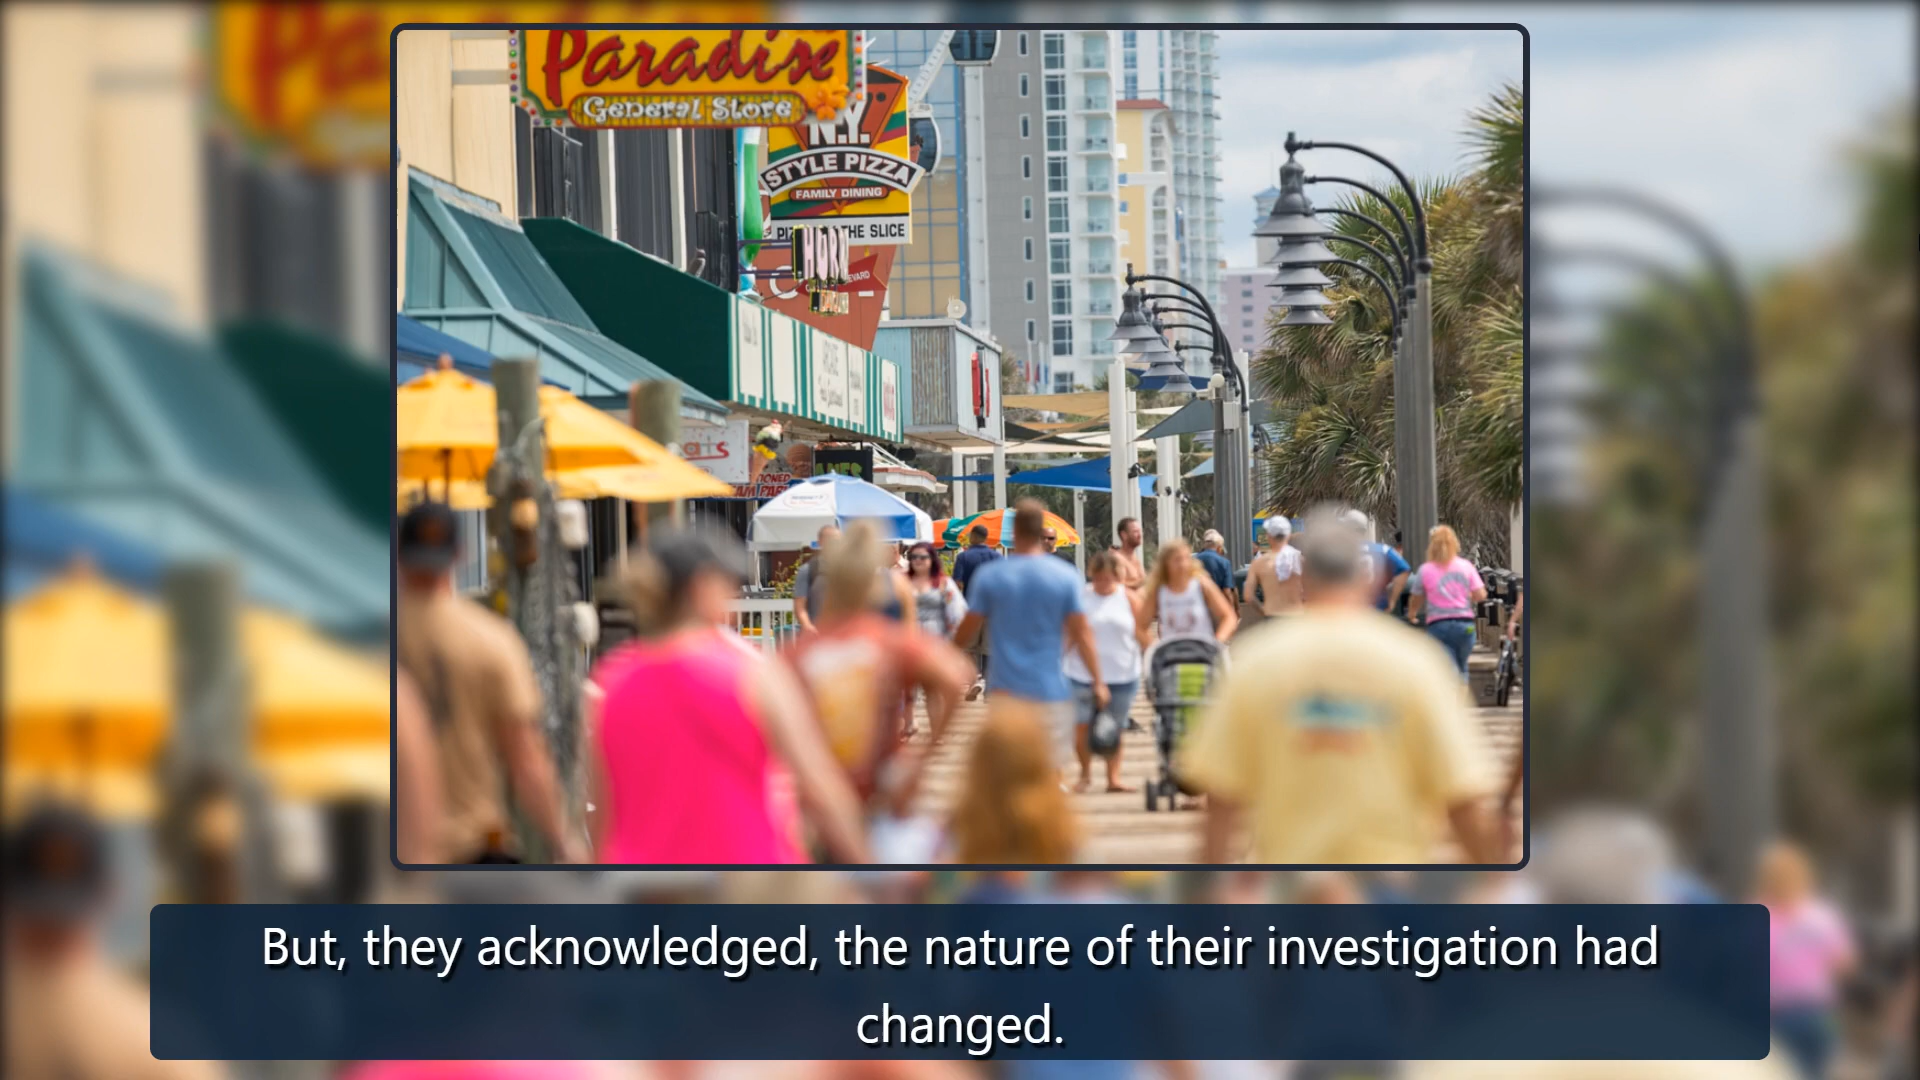 Paradise
General Store
N.Y.
STYLE PIZZA
FAMILY DINING
THE SLICE
But, they acknowledged, the nature of their investigation had
changed.